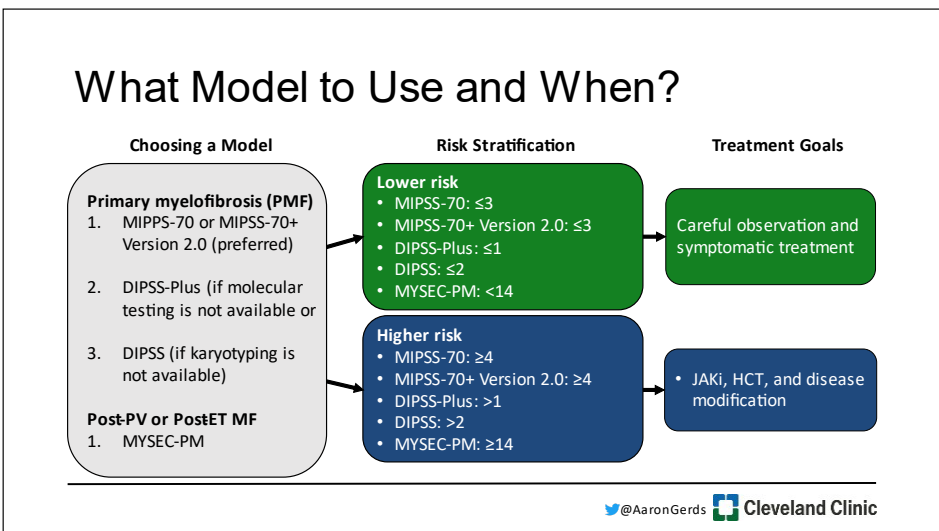 What Model to Use and When?
Choosing a Model
Primary myelofibrosis (PMF)
1. MIPPS-70 or MIPSS-70+
Version 2.0 (preferred)
2. DIPSS-Plus (if molecular
testing is not available or
3. DIPSS (if karyotyping is
not available)
Post-PV or PostET MF
1. MYSEC-PM
Risk Stratification
Lower risk
• MIPSS-70: ≤3
• MIPSS-70+ Version 2.0: ≤3
• DIPSS-Plus: ≤1
• DIPSS: ≤2
• MYSEC-PM: <14
Higher risk
• MIPSS-70: ≥4
• MIPSS-70+ Version 2.0: ≥4
• DIPSS-Plus: >1
• DIPSS: >2
• MYSEC-PM: ≥14
Treatment Goals
Careful observation and
symptomatic treatment
• JAKi, HCT, and disease
modification
@AaronGerds
Cleveland Clinic